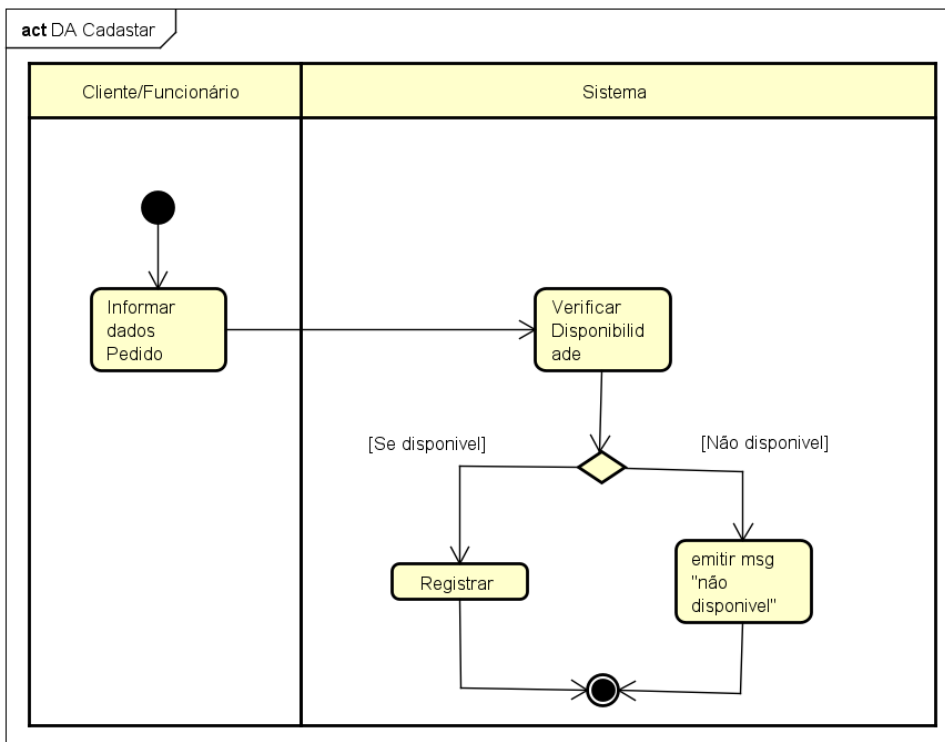 act DA Cadastar
Cliente/Funcionário
Sistema
Informar
dados
Pedido
Verificar
Disponibilid
ade
[Se disponivel]
[Não disponivel]
Registrar
emitir msg
"não
disponivel"